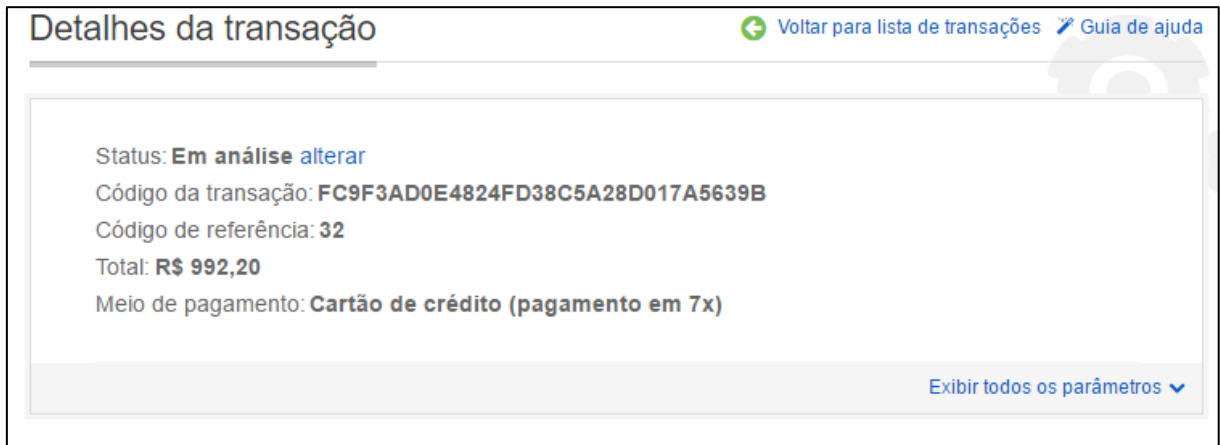 Detalhes da transação
Voltar para lista de transações Guia de ajuda
Status: Em análise alterar
Código da transação: FC9F3AD0E4824FD38C5A28D017A5639B
Código de referência: 32
Total: R$ 992,20
Meio de pagamento: Cartão de crédito (pagamento em 7x)
Exibir todos os parâmetros